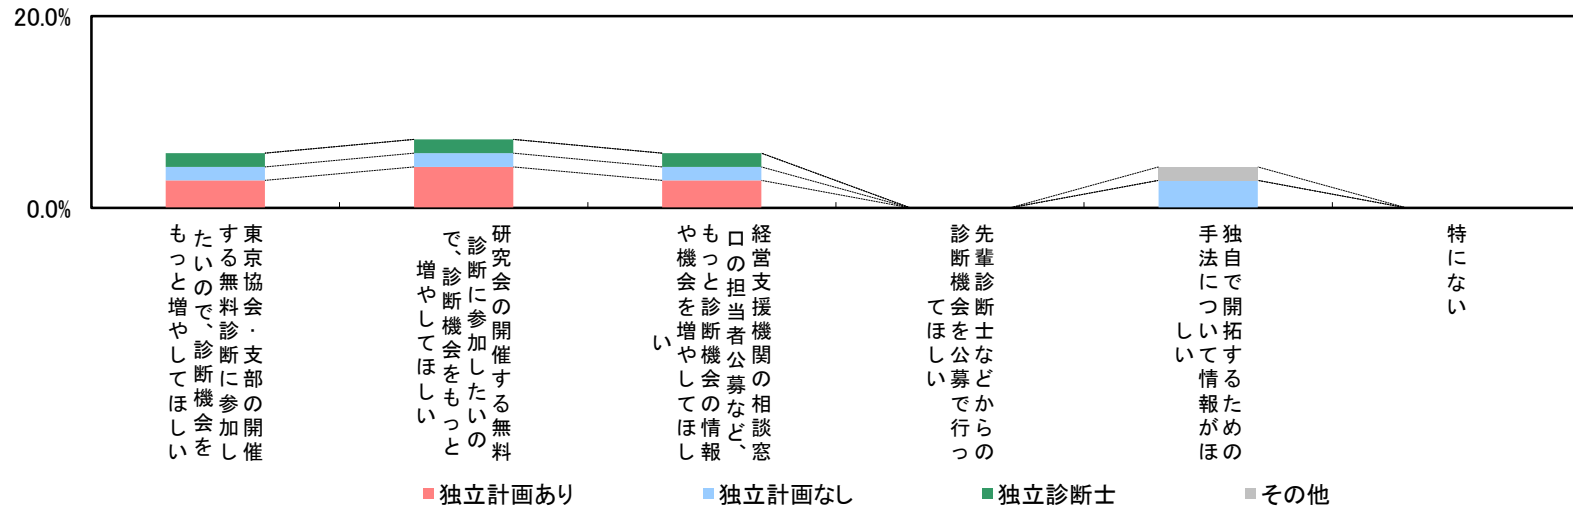 20.0%
0.0%
東京協会・支部の開催
する無料診断に参加し
たいので、診断機会を
もっと増やしてほしい
研究会の開催する無料
診断に参加したいの
で、診断機会をもっと
増やしてほしい
経営支援機関の相談窓
口の担当者公募など、
もっと診断機会の情報
や機会を増やしてほし
い
先輩診断士などからの
診断機会を公募で行っ
てほしい
独自で開拓するための
手法について情報がほ
しい
特にない
独立計画あり
独立計画なし
独立診断士
その他